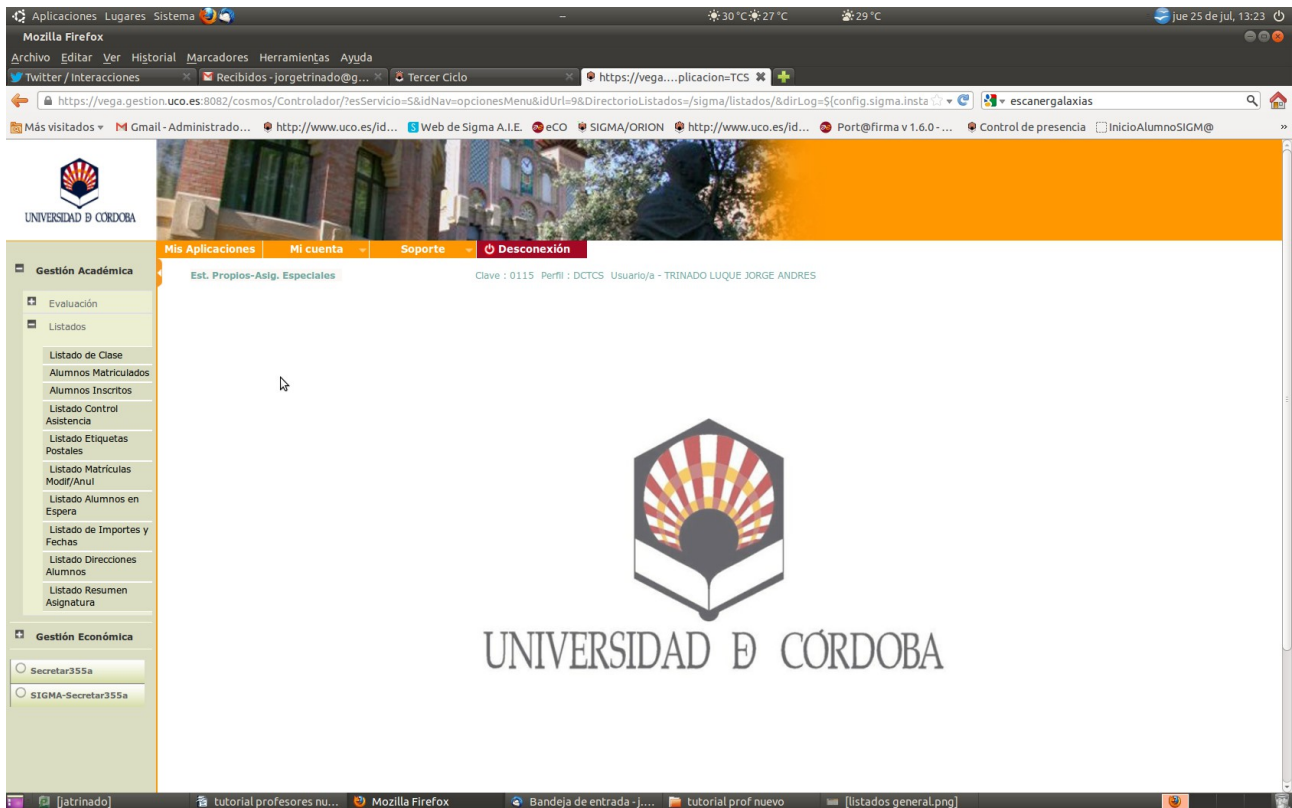 Aplicaciones Lugares Sistema
–
30 °C 27 °C
29 °C
jue 25 de jul, 13:23
Mozilla Firefox
Archivo Editar Ver Historial Marcadores Herramientas Ayuda
Twitter / Interacciones
Recibidos - jorgetrinado@g...
Tercer Ciclo
https://vega....plicacion=TCS
https://vega.gestion.uco.es:8082/cosmos/Controlador/?esServicio=S&idNav=opcionesMenu&idUrl=9&DirectorioListados=/sigma/listados/&dirLog=${config.sigma.insta
escanergalaxias
Más visitados
Gmail - Administrado...
http://www.uco.es/id...
Web de Sigma A.I.E.
eCO
SIGMA/ORION
http://www.uco.es/id...
Port@firma v 1.6.0 - ...
Control de presencia
InicioAlumnoSIGM@
»
UNIVERSIDAD Ð CÓRDOBA
Mis Aplicaciones
Mi cuenta
Soporte
Desconexión
Est. Propios-Asig. Especiales
Clave : 0115 Perfil : DCTCS Usuario/a - TRINADO LUQUE JORGE ANDRES
Gestión Académica
Evaluación
Listados
Listado de Clase
Alumnos Matriculados
Alumnos Inscritos
Listado Control
Asistencia
Listado Etiquetas
Postales
Listado Matrículas
Modif/Anul
Listado Alumnos en
Espera
Listado de Importes y
Fechas
Listado Direcciones
Alumnos
Listado Resumen
Asignatura
Gestión Económica
Secretar355a
SIGMA-Secretar355a
UNIVERSIDAD Ð CÓRDOBA
[jatrinado]
tutorial profesores nu...
Mozilla Firefox
Bandeja de entrada - j....
tutorial prof nuevo
[listados general.png]